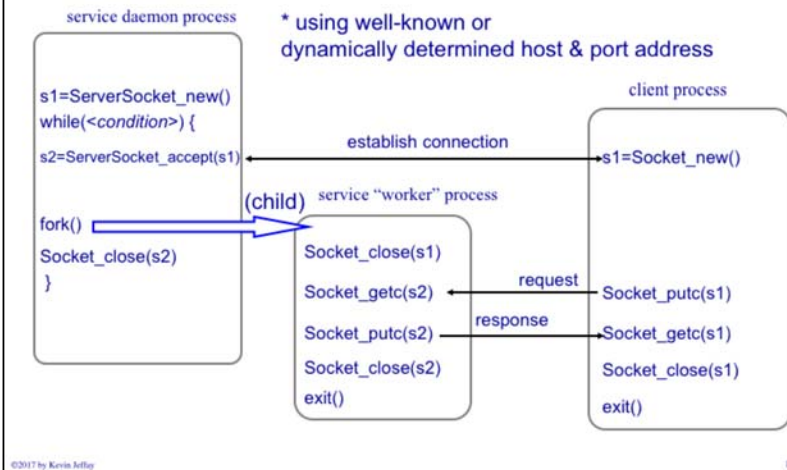 service daemon process
* using well-known or
dynamically determined host & port address
s1=ServerSocket_new()
while(<condition>) {
s2=ServerSocket_accept(s1)
fork()
Socket_close(s2)
}
establish connection
client process
s1=Socket_new()
(child)
service “worker” process
Socket_close(s1)
Socket_getc(s2)
Socket_putc(s2)
Socket_close(s2)
exit()
request
response
Socket_putc(s1)
Socket_getc(s1)
Socket_close(s1)
exit()
©2017 by Kevin Jeffay